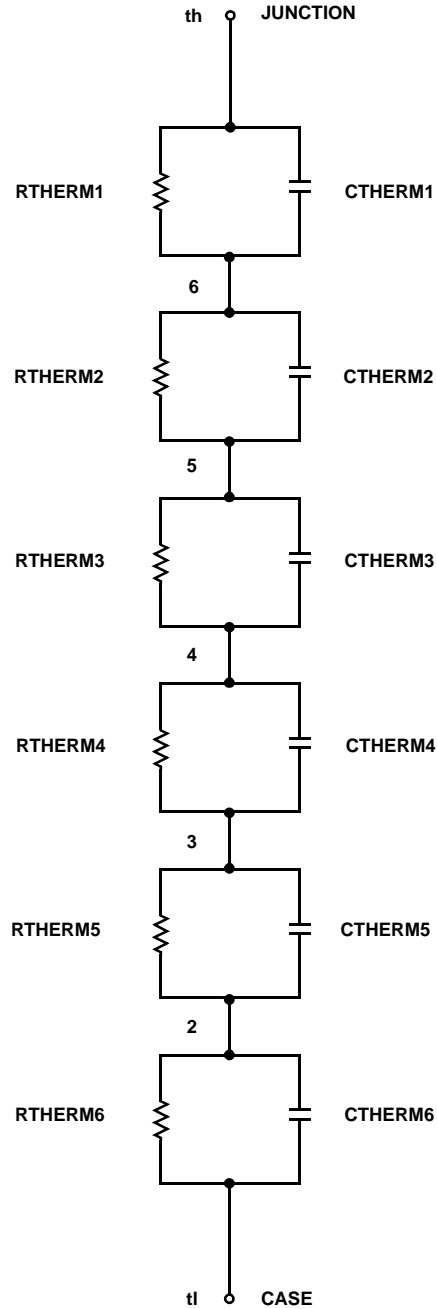 th JUNCTION
RTHERM1 CTHERM1
6
RTHERM2 CTHERM2
5
RTHERM3 CTHERM3
4
RTHERM4 CTHERM4
3
RTHERM5 CTHERM5
2
RTHERM6 CTHERM6
tl CASE